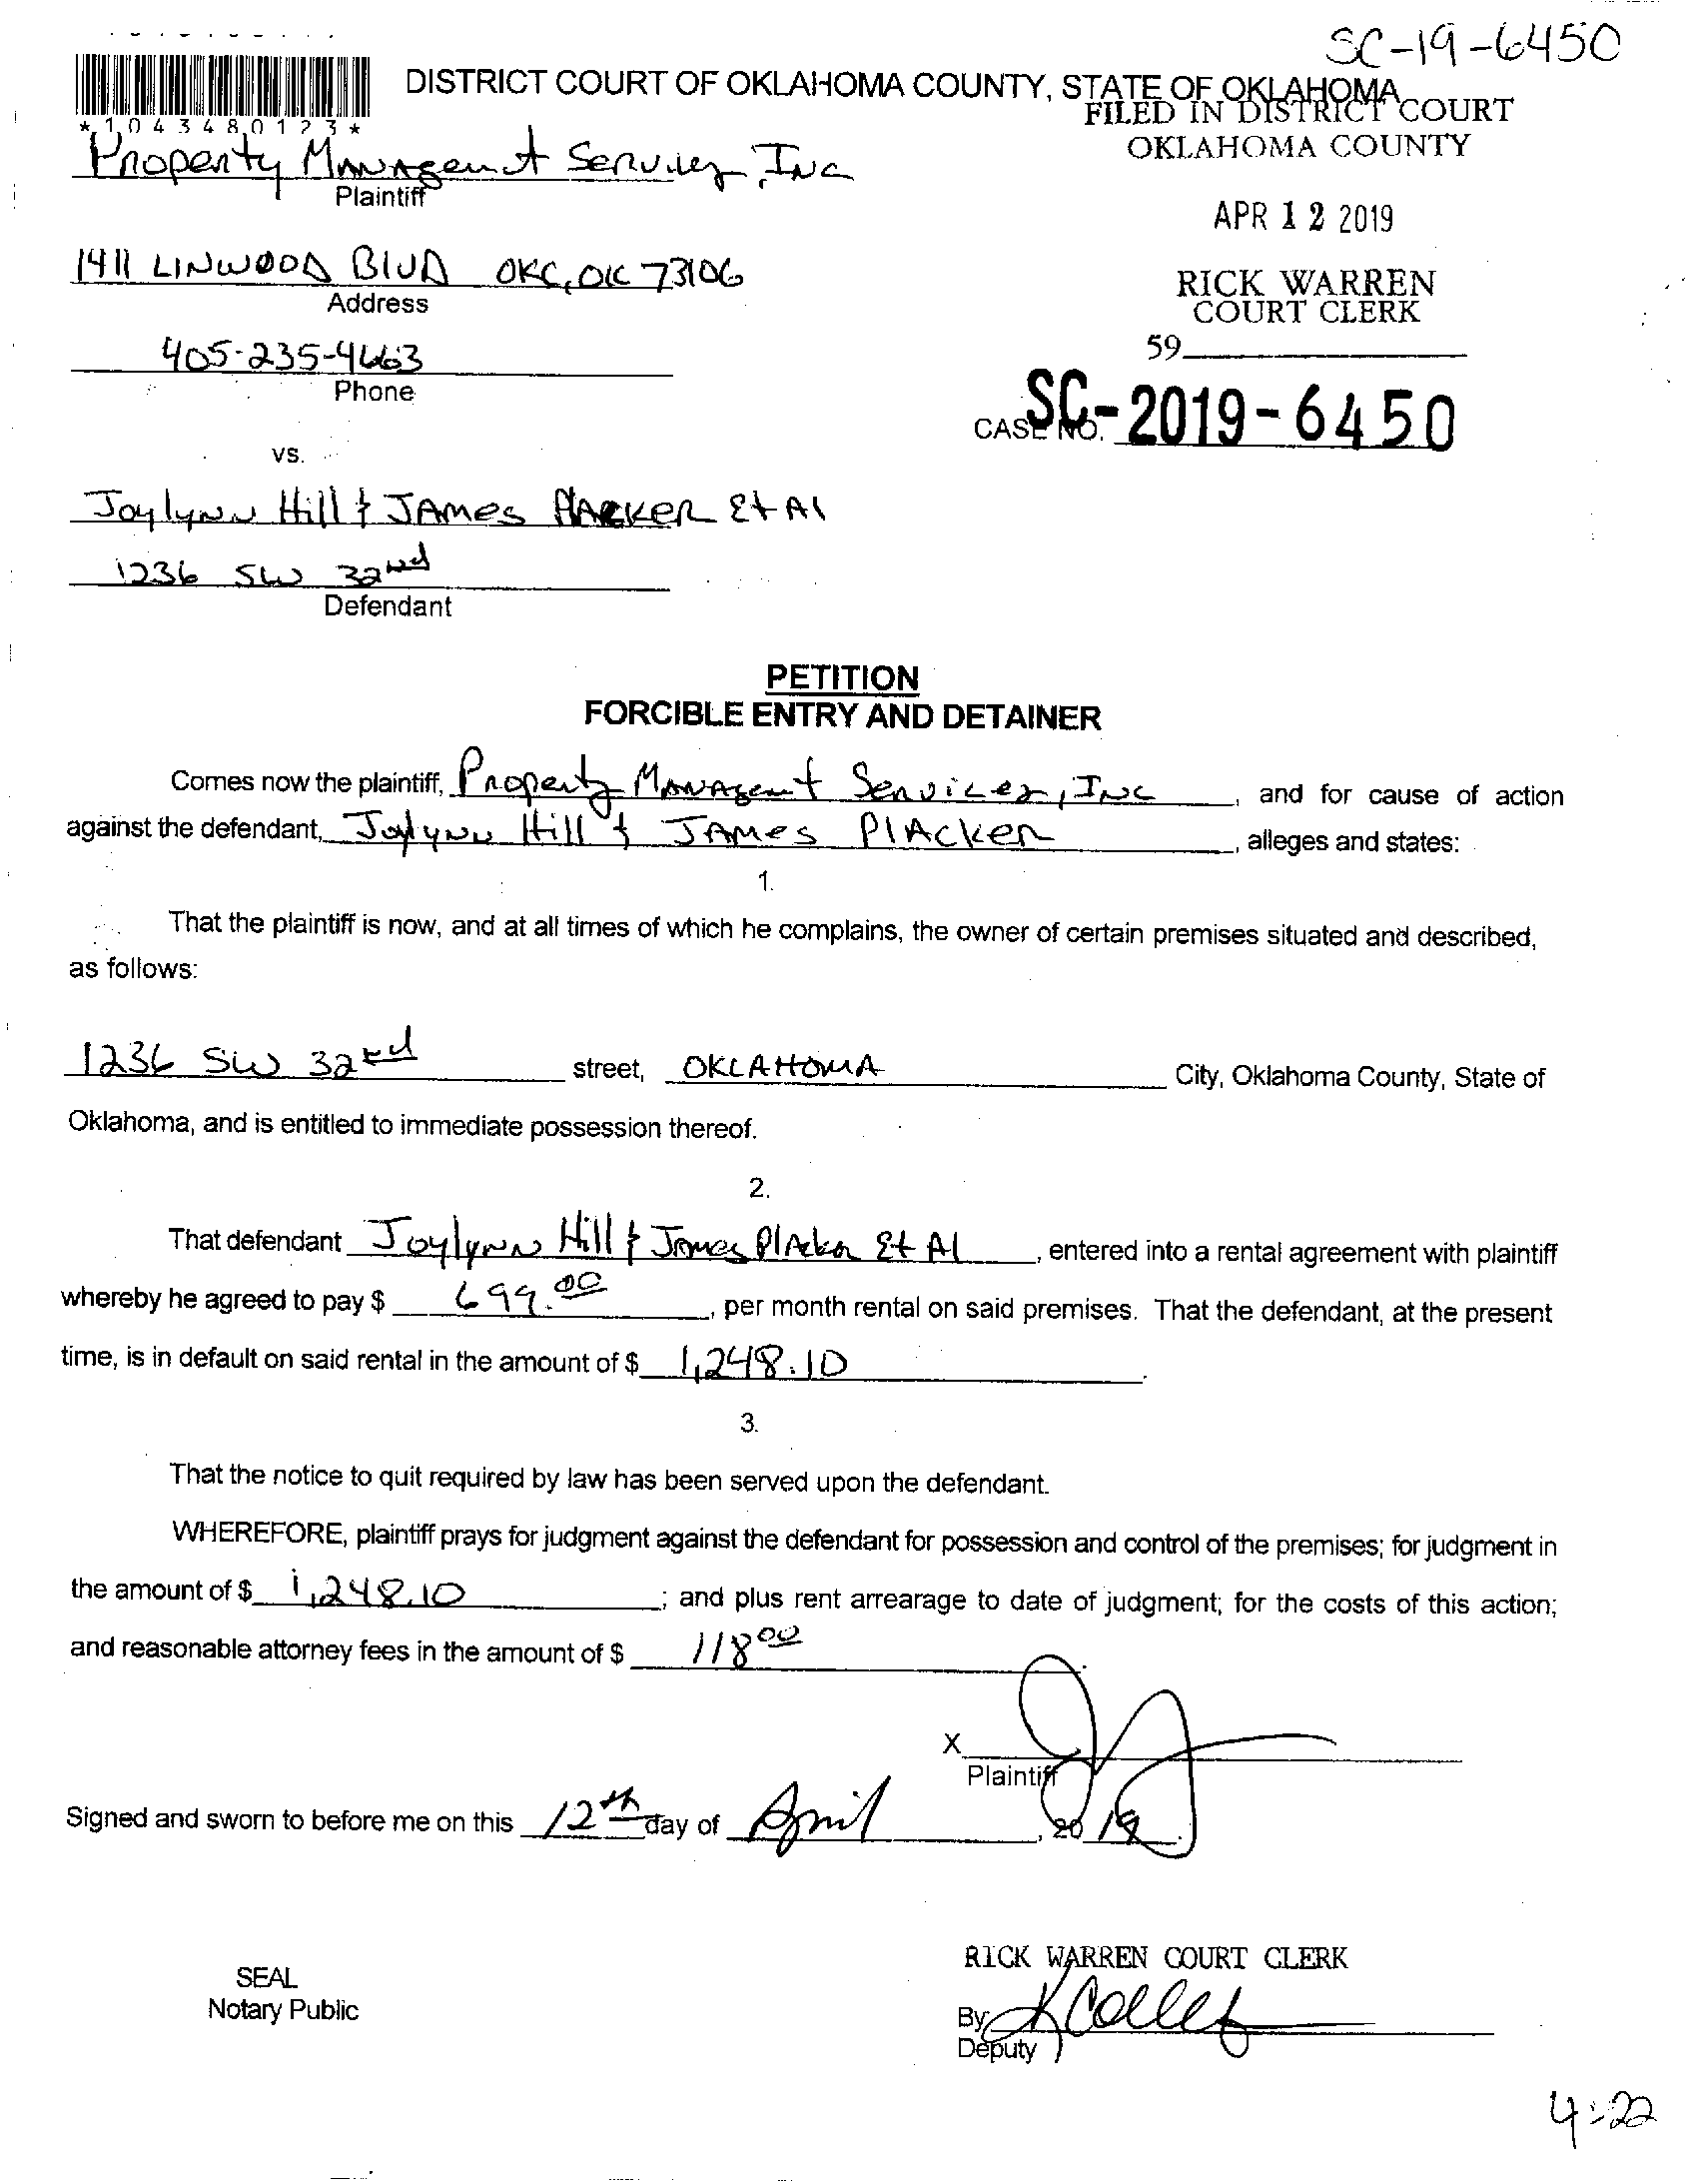 SC-19-6450
DISTRICT COURT OF OKLAHOMA COUNTY, STATE OF OKLAHOMA
FILED IN DISTRICT COURT
OKLAHOMA COUNTY
*1043480123*
Property Managemnt Services, Inc
Plaintiff
APR 12 2019
1411 LINWOOD BLVD OKC, OK 73106
Address
RICK WARREN
COURT CLERK
405-235-4663
Phone
59
CASE NO. SC-2019-6450
vs.
Joylynn Hill & JAMES PLACKER Et Al
1236 SW 32nd
Defendant
PETITION
FORCIBLE ENTRY AND DETAINER
Comes now the plaintiff, Property Managemnt Services, Inc, and for cause of action
against the defendant, Joylynn Hill & JAMES PlAcker, alleges and states:
1.
That the plaintiff is now, and at all times of which he complains, the owner of certain premises situated and described,
as follows:
1236 SW 32nd street, OKLAHOMA City, Oklahoma County, State of
Oklahoma, and is entitled to immediate possession thereof.
2.
That defendant Joylynn Hill & James Placker Et Al, entered into a rental agreement with plaintiff
whereby he agreed to pay $ 699.00, per month rental on said premises. That the defendant, at the present
time, is in default on said rental in the amount of $ 1,248.10.
3.
That the notice to quit required by law has been served upon the defendant.
WHEREFORE, plaintiff prays for judgment against the defendant for possession and control of the premises; for judgment in
the amount of $ 1,248.10; and plus rent arrearage to date of judgment; for the costs of this action;
and reasonable attorney fees in the amount of $ 118 00.
X
Plaintiff
Signed and sworn to before me on this 12th day of April, 2019.
SEAL
Notary Public
RICK WARREN COURT CLERK
By
Deputy
4-22